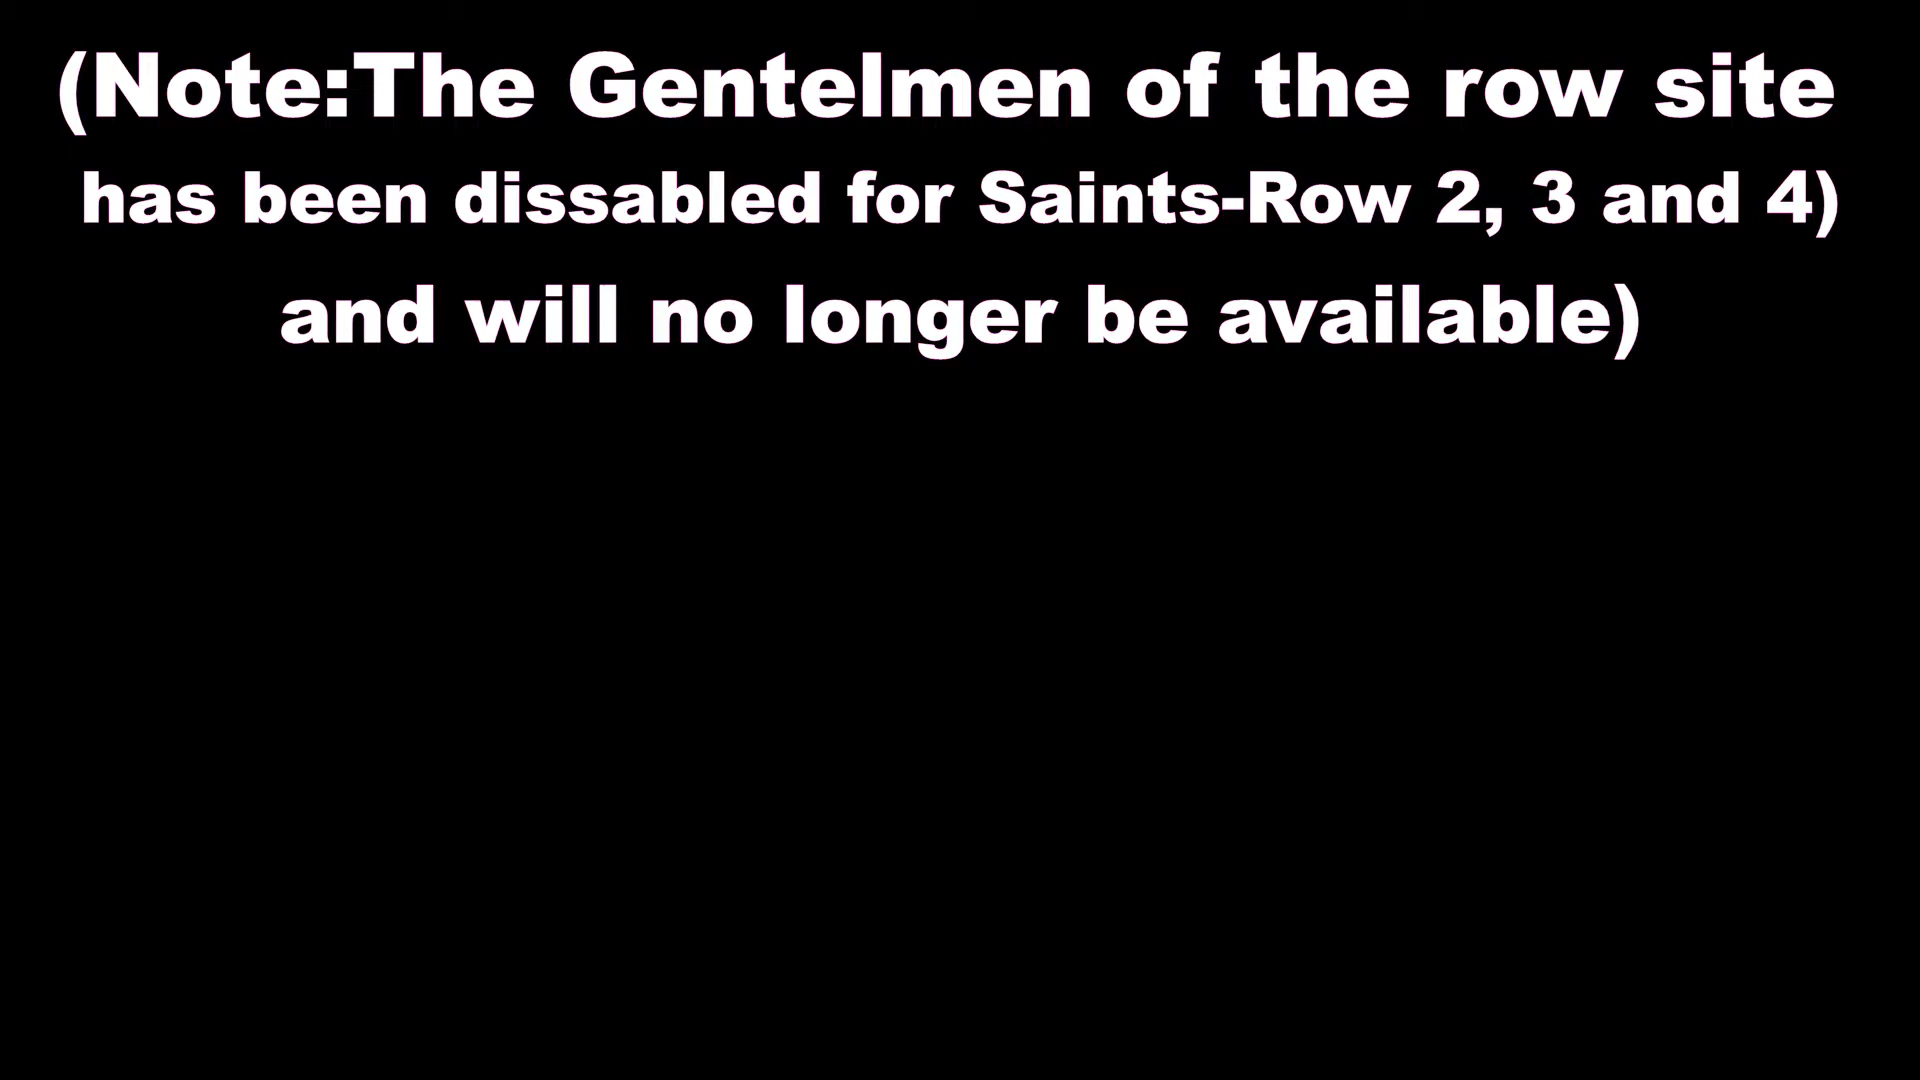 (Note:The Gentelmen of the row site
has been dissabled for Saints-Row 2, 3 and 4)
and will no longer be available)